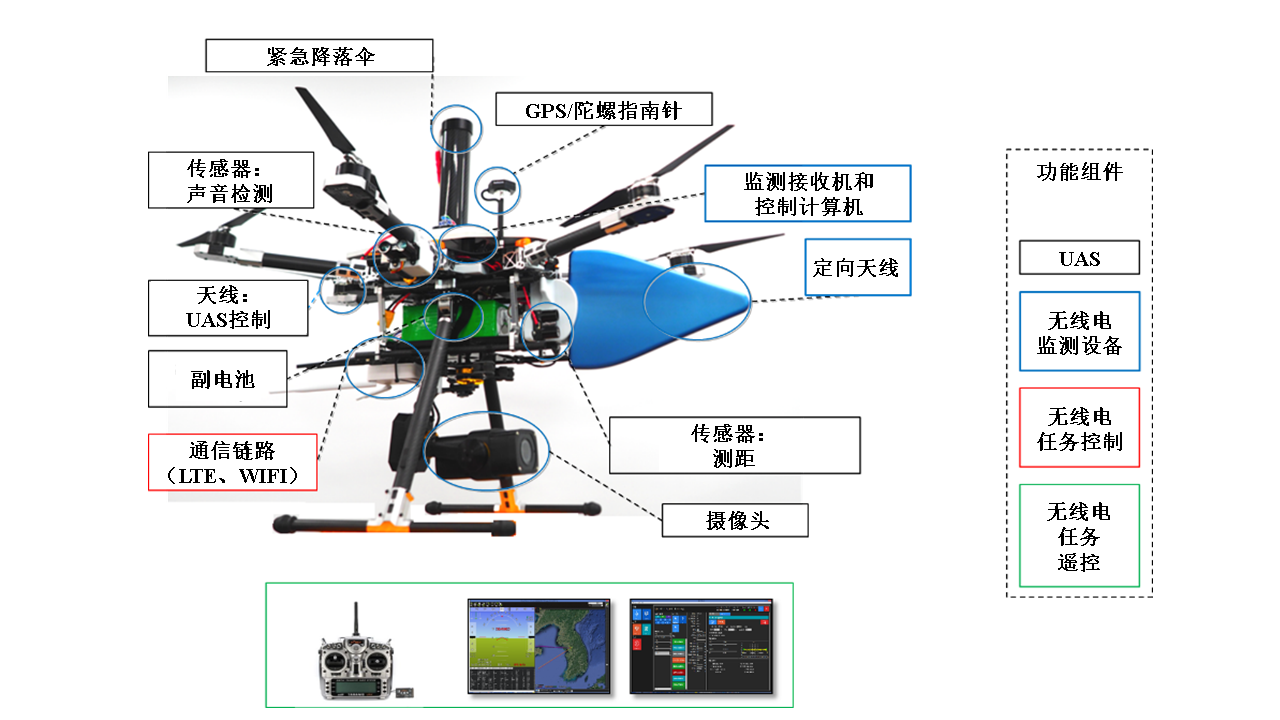 紧急降落伞
GPS/陀螺指南针
传感器：
声音检测
监测接收机和
控制计算机
定向天线
天线：
UAS控制
副电池
通信链路
（LTE、WIFI）
传感器：
测距
摄像头
功能组件
UAS
无线电
监测设备
无线电
任务控制
无线电
任务
遥控